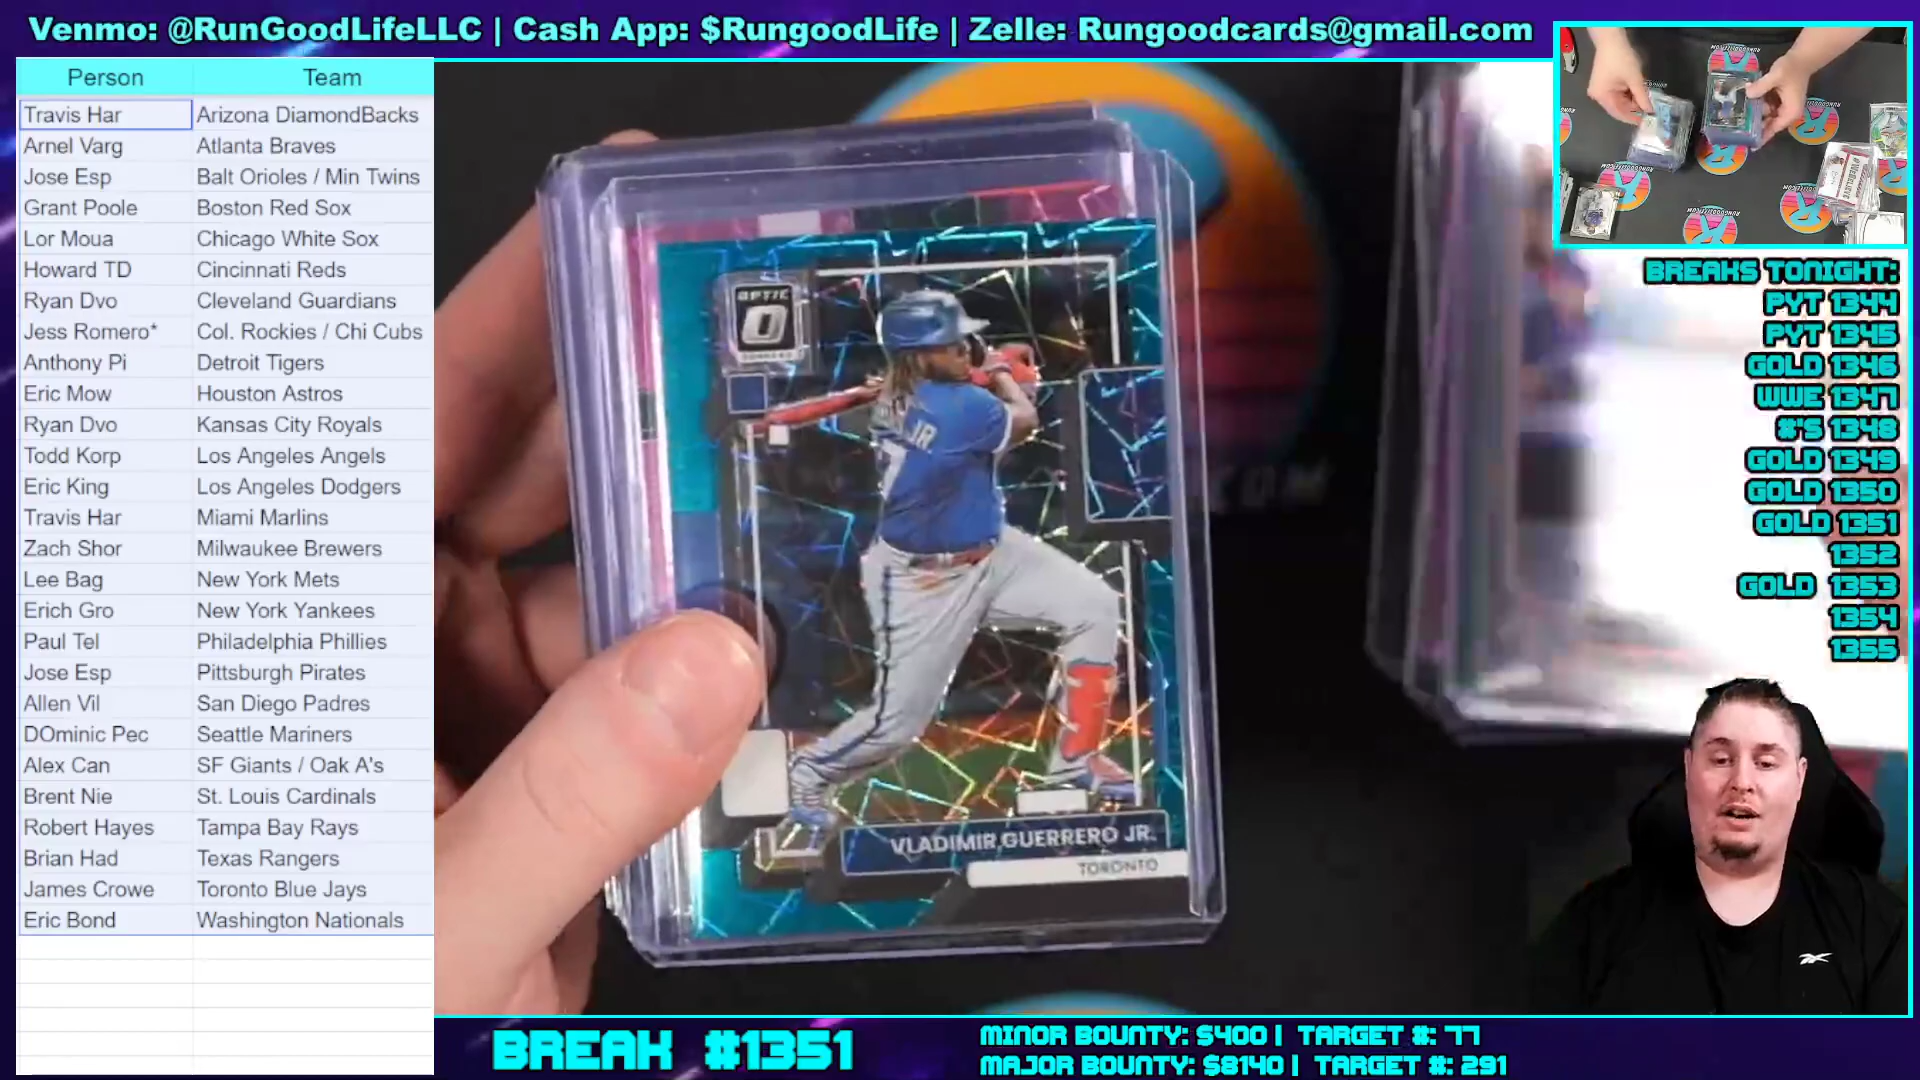 Venmo: @RunGoodLifeLLC | Cash App: $RungoodLife | Zelle: Rungoodcards@gmail.com
Person Team
Travis Har Arizona DiamondBacks
Arnel Varg Atlanta Braves
Jose Esp Balt Orioles / Min Twins
Grant Poole Boston Red Sox
Lor Moua Chicago White Sox
Howard TD Cincinnati Reds
Ryan Dvo Cleveland Guardians
Jess Romero* Col. Rockies / Chi Cubs
Anthony Pi Detroit Tigers
Eric Mow Houston Astros
Ryan Dvo Kansas City Royals
Todd Korp Los Angeles Angels
Eric King Los Angeles Dodgers
Travis Har Miami Marlins
Zach Shor Milwaukee Brewers
Lee Bag New York Mets
Erich Gro New York Yankees
Paul Tel Philadelphia Phillies
Jose Esp Pittsburgh Pirates
Allen Vil San Diego Padres
DOminic Pec Seattle Mariners
Alex Can SF Giants / Oak A's
Brent Nie St. Louis Cardinals
Robert Hayes Tampa Bay Rays
Brian Had Texas Rangers
James Crowe Toronto Blue Jays
Eric Bond Washington Nationals
OPTIC
DONRUSS
JR
7
VLADIMIR GUERRERO JR.
TORONTO
BREAKS TONIGHT:
PYT 1344
PYT 1345
GOLD 1346
WWE 1347
#'S 1348
GOLD 1349
GOLD 1350
GOLD 1351
1352
GOLD 1353
1354
1355
BREAK #1351
MINOR BOUNTY: $400 | TARGET #: 77
MAJOR BOUNTY: $8140 | TARGET #: 291